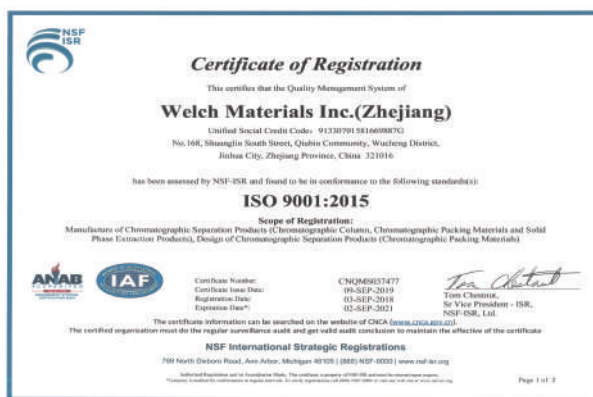 NSF
ISR
Certificate of Registration
This certifies that the Quality Management System of
Welch Materials Inc.(Zhejiang)
Unified Social Credit Code: 91330701581669887G
No.168, Shuanglin South Street, Qiubin Community, Wucheng District,
Jinhua City, Zhejiang Province, China 321016
has been assessed by NSF-ISR and found to be in conformance to the following standard(s):
ISO 9001:2015
Scope of Registration:
Manufacture of Chromatographic Separation Products (Chromatographic Column, Chromatographic Packing Materials and Solid
Phase Extraction Products), Design of Chromatographic Separation Products (Chromatographic Packing Materials)
ANAB
ACCREDITED
IAF
Certificate Number: CNQMS037477
Certificate Issue Date: 09-SEP-2019
Registration Date: 03-SEP-2018
Expiration Date*: 02-SEP-2021
Tom Chestnut
Tom Chestnut,
Sr Vice President - ISR,
NSF-ISR, Ltd.
The certificate information can be searched on the website of CNCA (www.cnca.gov.cn).
The certified organization must do the regular surveillance audit and get valid audit conclusion to maintain the effective of the certificate
NSF International Strategic Registrations
789 North Dixboro Road, Ann Arbor, Michigan 48105 | (888) NSF-9000 | www.nsf-isr.org
Page 1 of 2